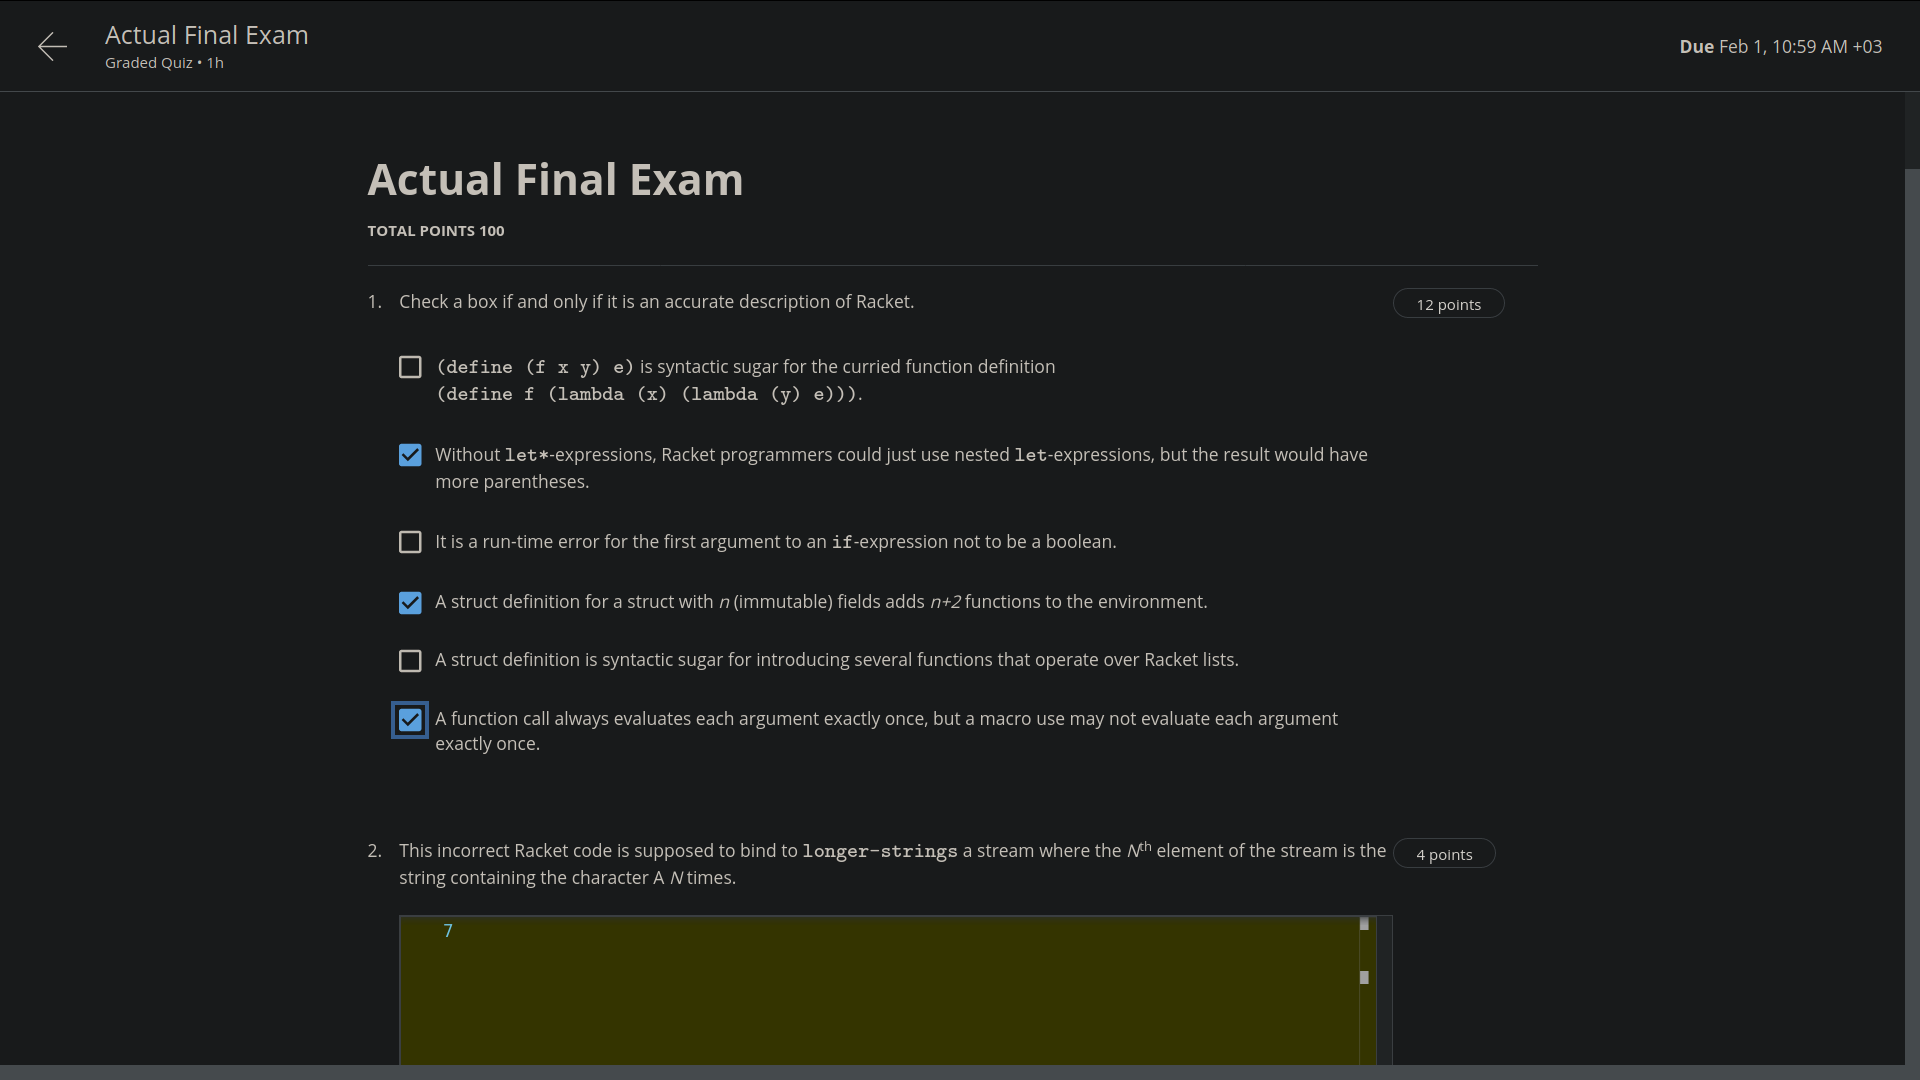 Actual Final Exam
Graded Quiz • 1h
Due Feb 1, 10:59 AM +03
Actual Final Exam
TOTAL POINTS 100
1. Check a box if and only if it is an accurate description of Racket.
12 points
(define (f x y) e) is syntactic sugar for the curried function definition
(define f (lambda (x) (lambda (y) e))).
Without let*-expressions, Racket programmers could just use nested let-expressions, but the result would have
more parentheses.
It is a run-time error for the first argument to an if-expression not to be a boolean.
A struct definition for a struct with n (immutable) fields adds n+2 functions to the environment.
A struct definition is syntactic sugar for introducing several functions that operate over Racket lists.
A function call always evaluates each argument exactly once, but a macro use may not evaluate each argument
exactly once.
2. This incorrect Racket code is supposed to bind to longer-strings a stream where the Nth element of the stream is the
4 points
string containing the character A N times.
7